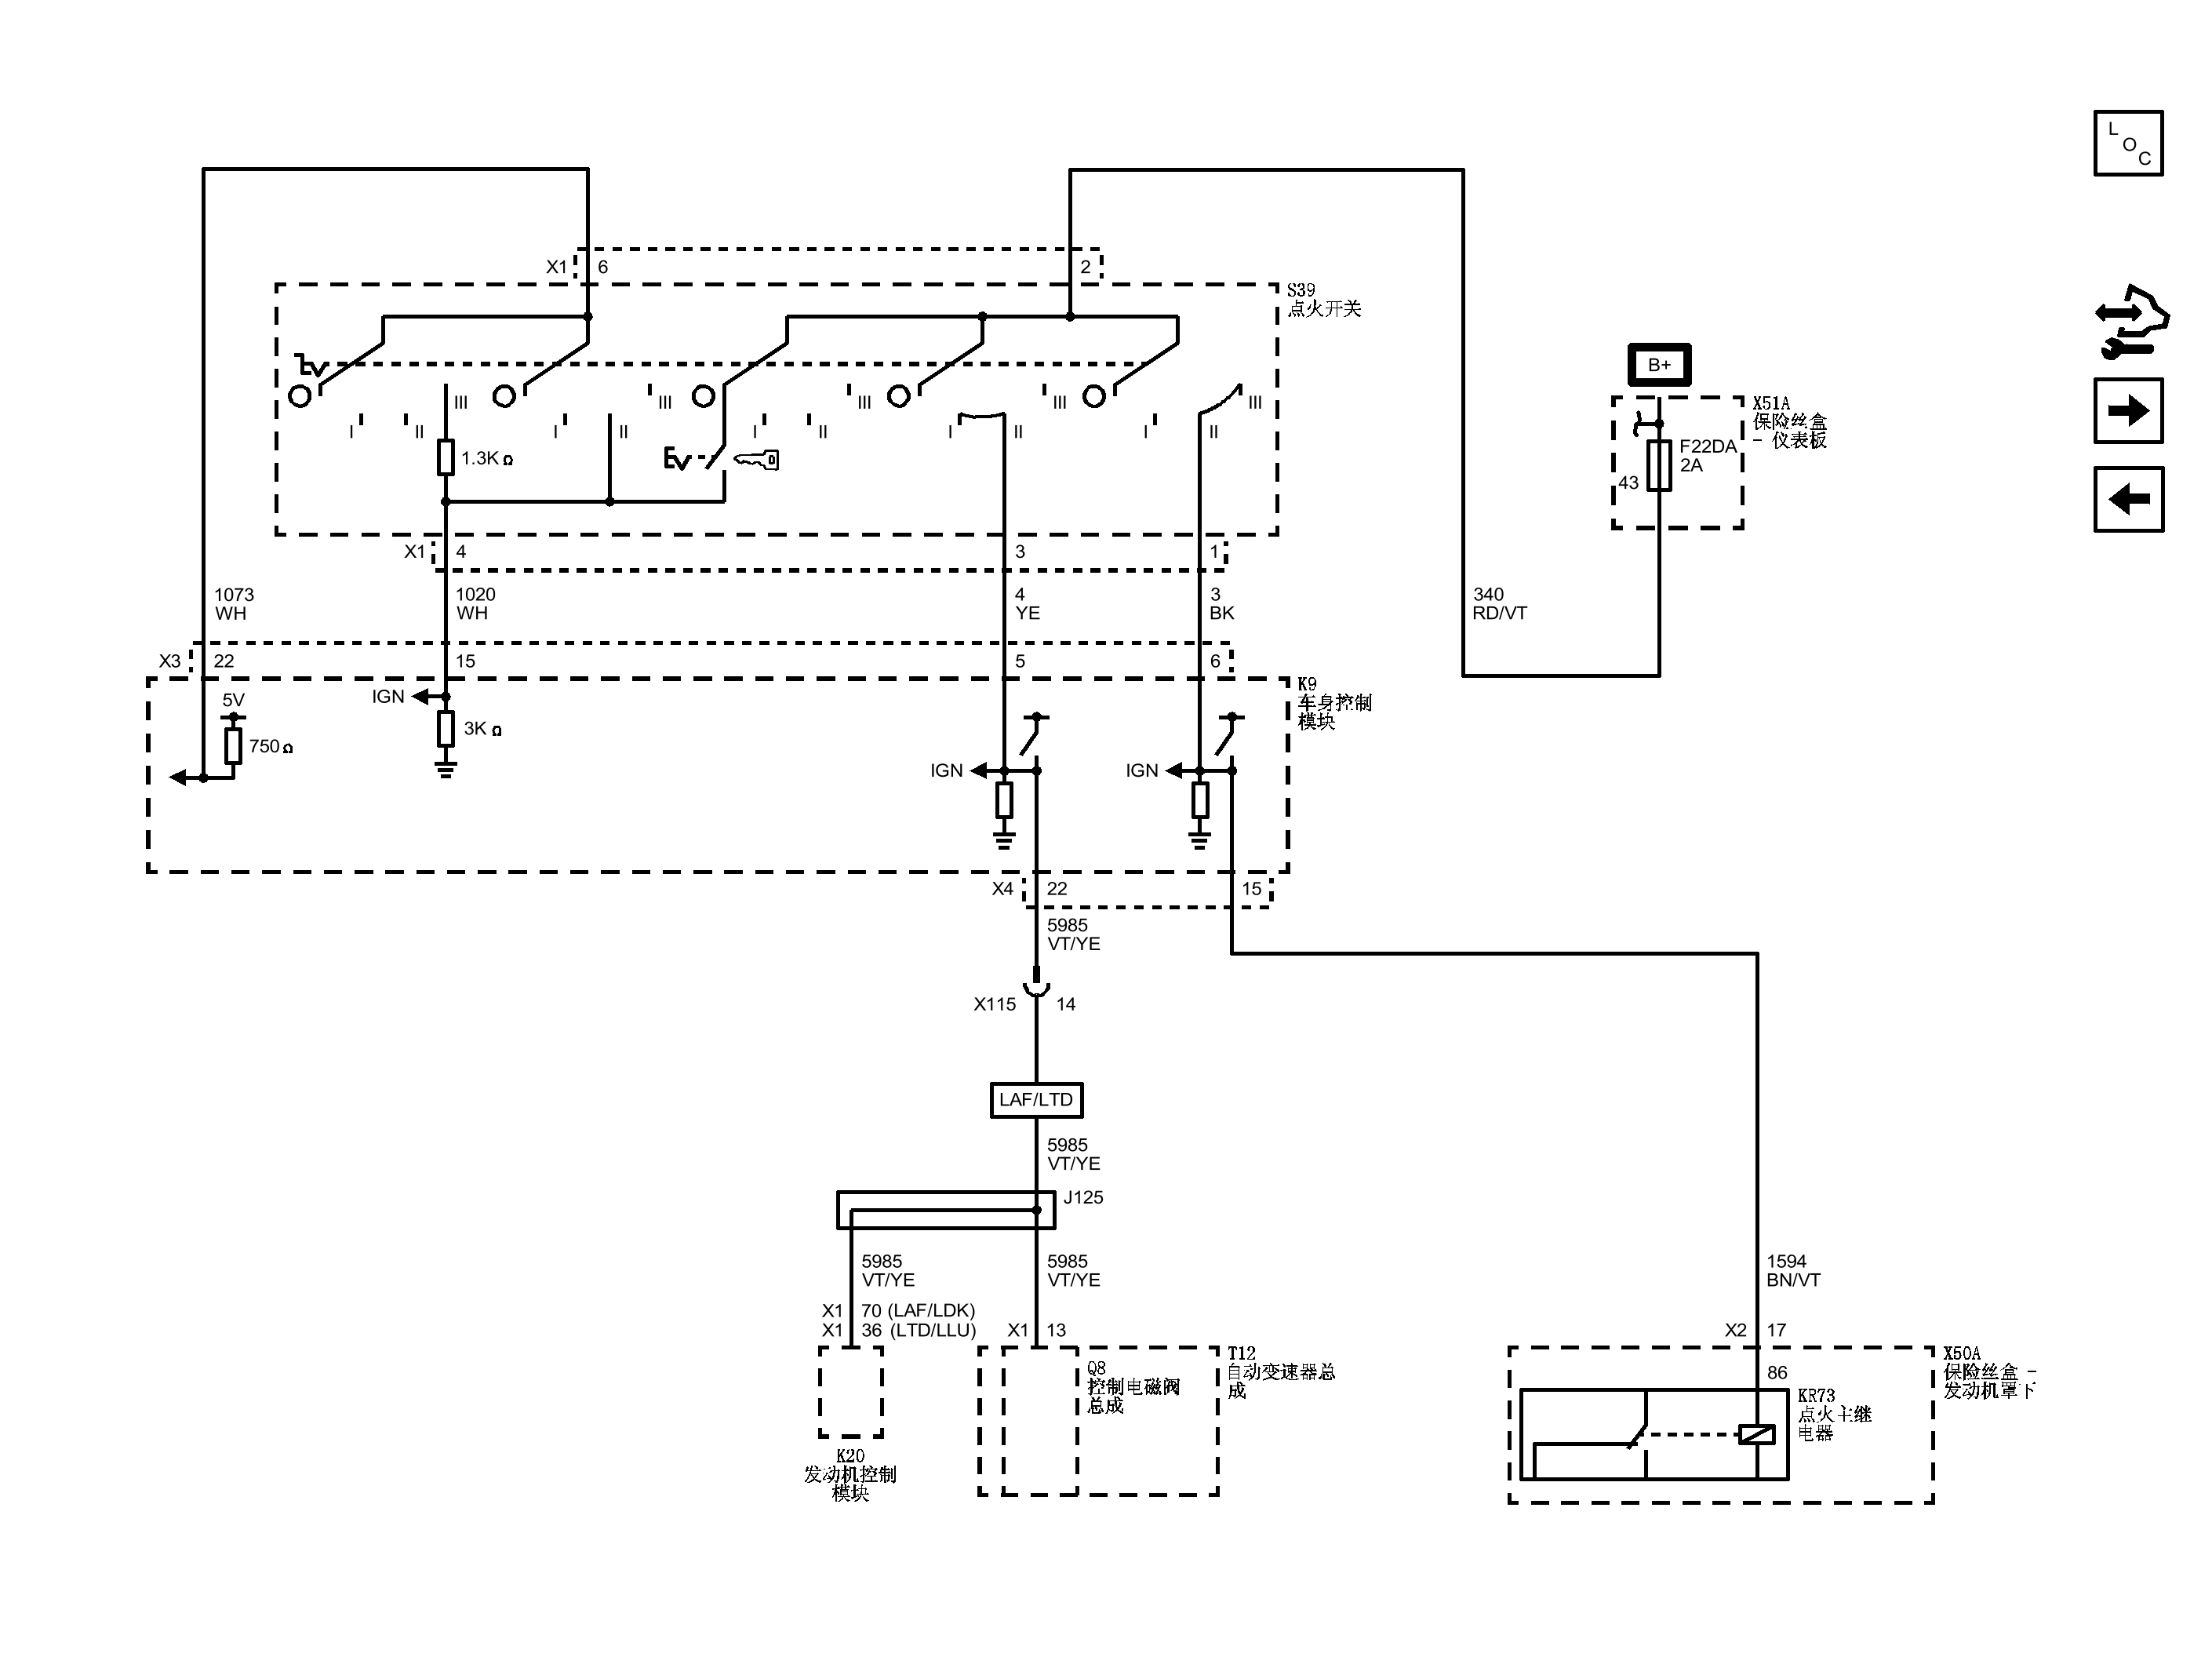 L
O
C
X1 6 2
S39
点火开关
B+
III III III III III
I II I II I II I II I II
X51A
保险丝盒
- 仪表板
F22DA
2A
43
1.3KΩ
X1 4 3 1
1073
WH
1020
WH
4
YE
3
BK
340
RD/VT
X3 22 15 5 6
K9
车身控制
模块
5V
IGN
750Ω
3KΩ
IGN
IGN
X4 22 15
5985
VT/YE
X115 14
LAF/LTD
5985
VT/YE
J125
5985
VT/YE
5985
VT/YE
1594
BN/VT
X1 70 (LAF/LDK)
X1 36 (LTD/LLU)
X1 13
X2 17
T12
自动变速器总
成
Q8
控制电磁阀
总成
X50A
保险丝盒 -
发动机罩下
86
KR73
点火主继
电器
K20
发动机控制
模块